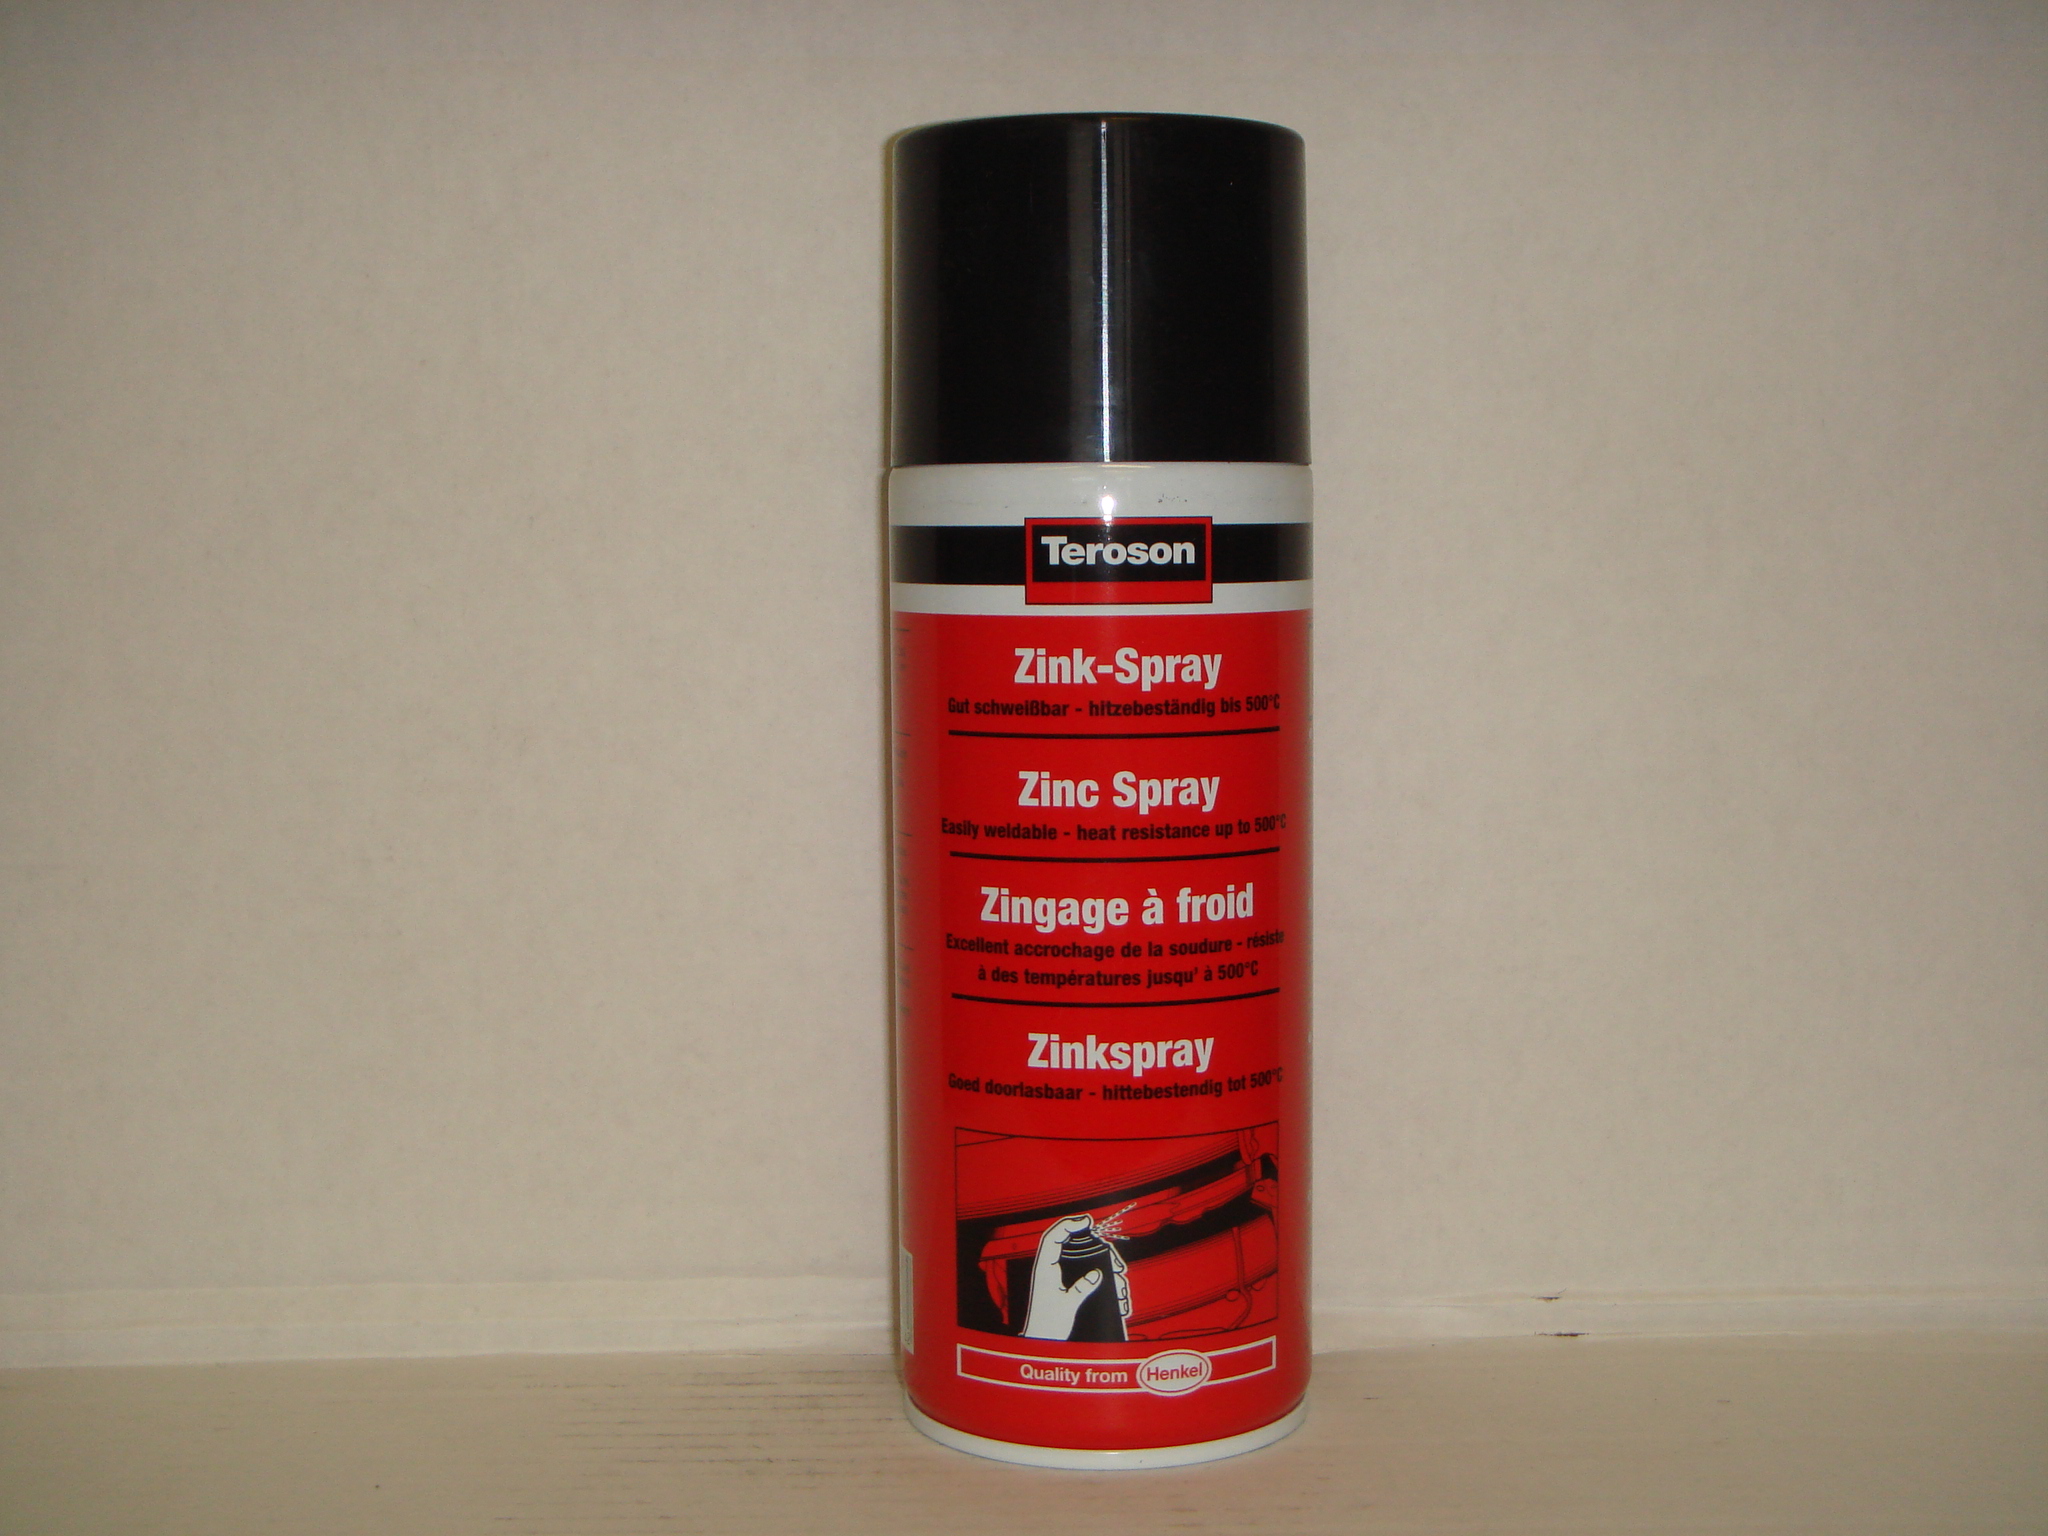 Teroson
Zink-Spray
Gut schweißbar - hitzebeständig bis 500°C
Zinc Spray
Easily weldable - heat resistance up to 500°C
Zingage à froid
Excellent accrochage de la soudure - résiste
à des températures jusqu' à 500°C
Zinkspray
Goed doorlasbaar - hittebestendig tot 500°C
Quality from Henkel